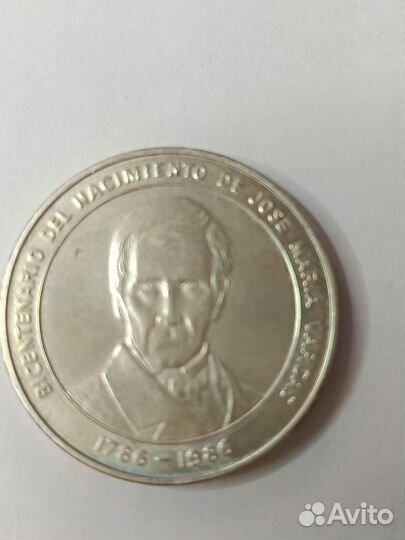 BICENTENARIO DEL NACIMIENTO DE JOSE MARIA VARGAS
1786-1986
Avito